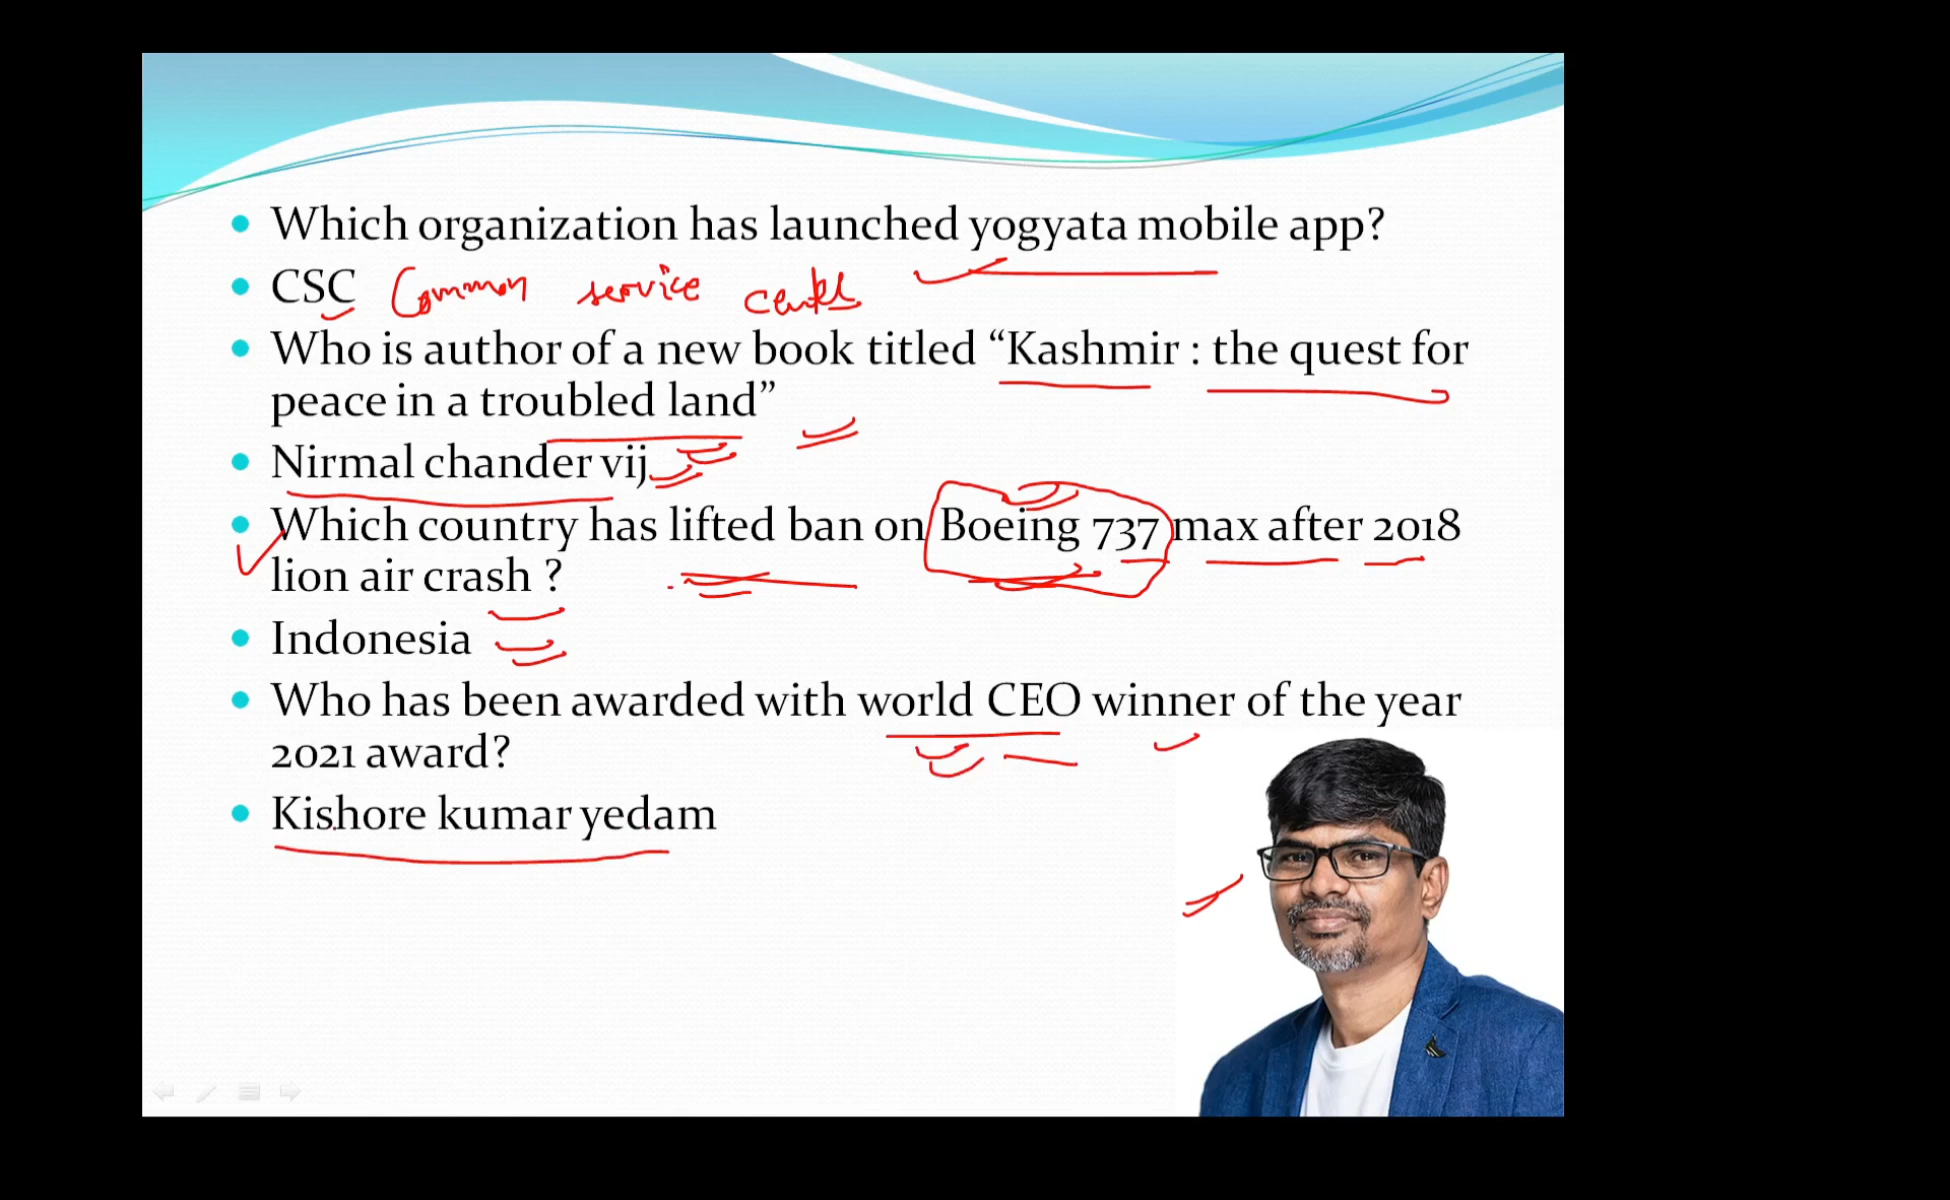 Which organization has launched yogyata mobile app?
CSC Common service
Who is author of a new book titled “Kashmir : the quest for
peace in a troubled land”
Nirmal chander vij
Which country has lifted ban on Boeing 737 max after 2018
lion air crash ?
Indonesia
Who has been awarded with world CEO winner of the year
2021 award?
Kishore kumar yedam